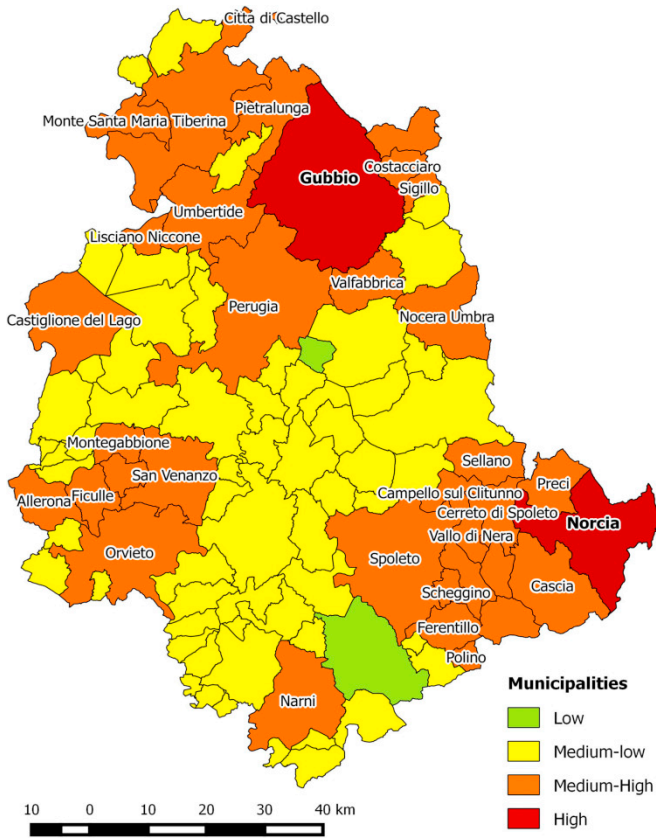 Città di Castello
Pietralunga
Monte Santa Maria Tiberina
Costacciaro
Gubbio
Sigillo
Umbertide
Lisciano Niccone
Valfabbrica
Perugia
Castiglione del Lago
Nocera Umbra
Montegabbione
Sellano
San Venanzo
Preci
Allerona
Ficulle
Campello sul Clitunno
Cerreto di Spoleto
Norcia
Vallo di Nera
Orvieto
Spoleto
Cascia
Scheggino
Ferentillo
Polino
Narni
Municipalities
Low
Medium-low
Medium-High
High
10 0 10 20 30 40 km